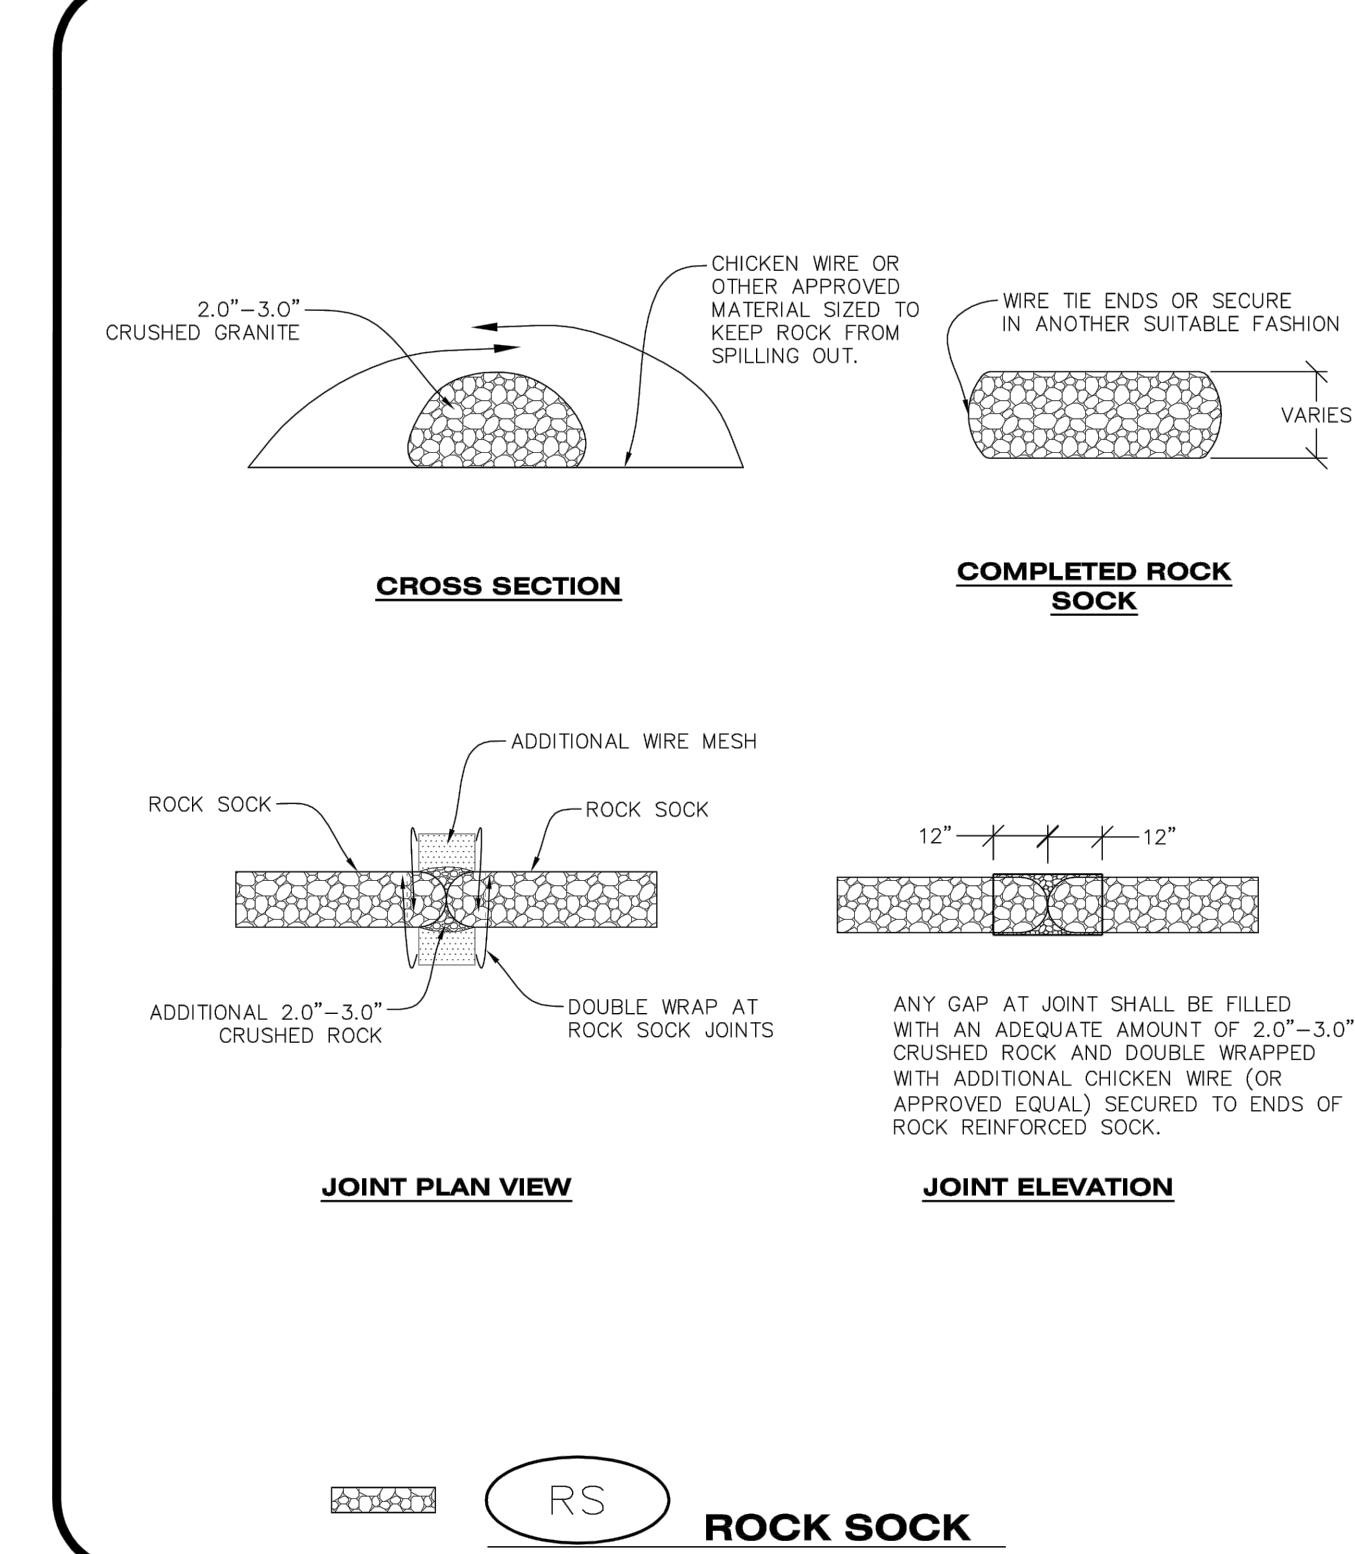 2.0"–3.0"
CRUSHED GRANITE
CHICKEN WIRE OR
OTHER APPROVED
MATERIAL SIZED TO
KEEP ROCK FROM
SPILLING OUT.
WIRE TIE ENDS OR SECURE
IN ANOTHER SUITABLE FASHION
VARIES
CROSS SECTION
COMPLETED ROCK
SOCK
ADDITIONAL WIRE MESH
ROCK SOCK
ROCK SOCK
ADDITIONAL 2.0"–3.0"
CRUSHED ROCK
DOUBLE WRAP AT
ROCK SOCK JOINTS
12"
12"
ANY GAP AT JOINT SHALL BE FILLED
WITH AN ADEQUATE AMOUNT OF 2.0"–3.0"
CRUSHED ROCK AND DOUBLE WRAPPED
WITH ADDITIONAL CHICKEN WIRE (OR
APPROVED EQUAL) SECURED TO ENDS OF
ROCK REINFORCED SOCK.
JOINT PLAN VIEW
JOINT ELEVATION
RS
ROCK SOCK